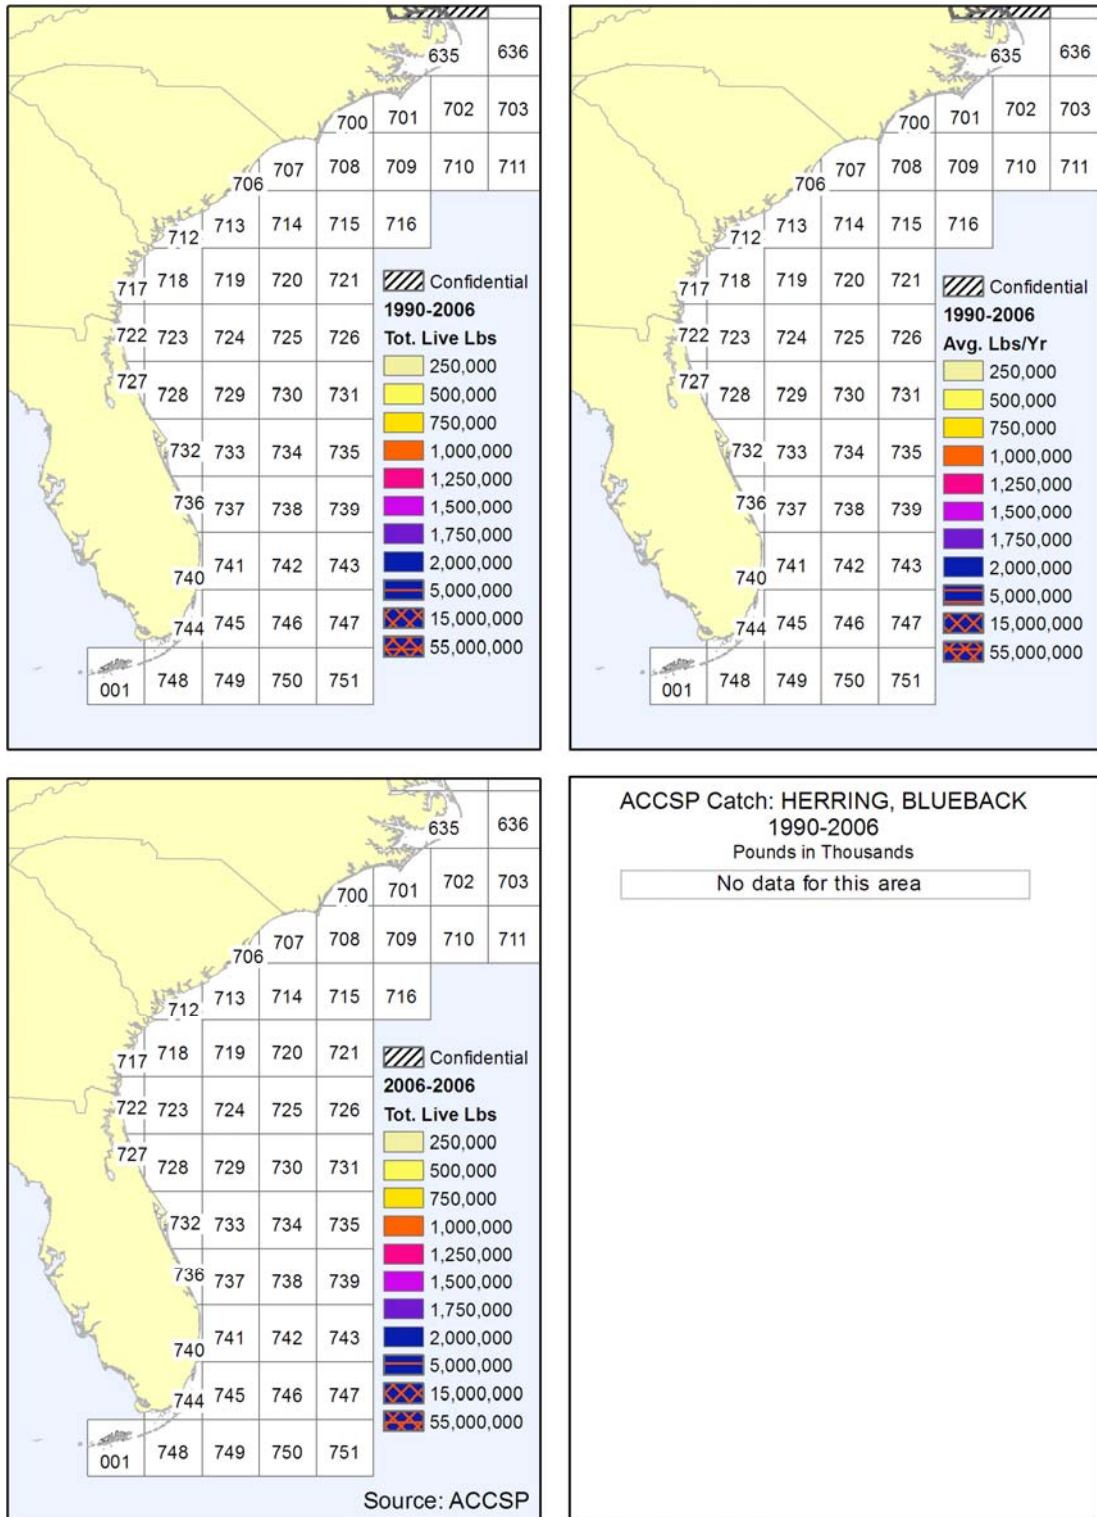 635 636
700 701 702 703
706 707 708 709 710 711
712 713 714 715 716
717 718 719 720 721
722 723 724 725 726
727 728 729 730 731
732 733 734 735
736 737 738 739
740 741 742 743
744 745 746 747
001 748 749 750 751
Confidential
1990-2006
Tot. Live Lbs
250,000
500,000
750,000
1,000,000
1,250,000
1,500,000
1,750,000
2,000,000
5,000,000
15,000,000
55,000,000
635 636
700 701 702 703
706 707 708 709 710 711
712 713 714 715 716
717 718 719 720 721
722 723 724 725 726
727 728 729 730 731
732 733 734 735
736 737 738 739
740 741 742 743
744 745 746 747
001 748 749 750 751
Confidential
1990-2006
Avg. Lbs/Yr
250,000
500,000
750,000
1,000,000
1,250,000
1,500,000
1,750,000
2,000,000
5,000,000
15,000,000
55,000,000
635 636
700 701 702 703
706 707 708 709 710 711
712 713 714 715 716
717 718 719 720 721
722 723 724 725 726
727 728 729 730 731
732 733 734 735
736 737 738 739
740 741 742 743
744 745 746 747
001 748 749 750 751
Confidential
2006-2006
Tot. Live Lbs
250,000
500,000
750,000
1,000,000
1,250,000
1,500,000
1,750,000
2,000,000
5,000,000
15,000,000
55,000,000
Source: ACCSP
ACCSP Catch: HERRING, BLUEBACK
1990-2006
Pounds in Thousands
No data for this area